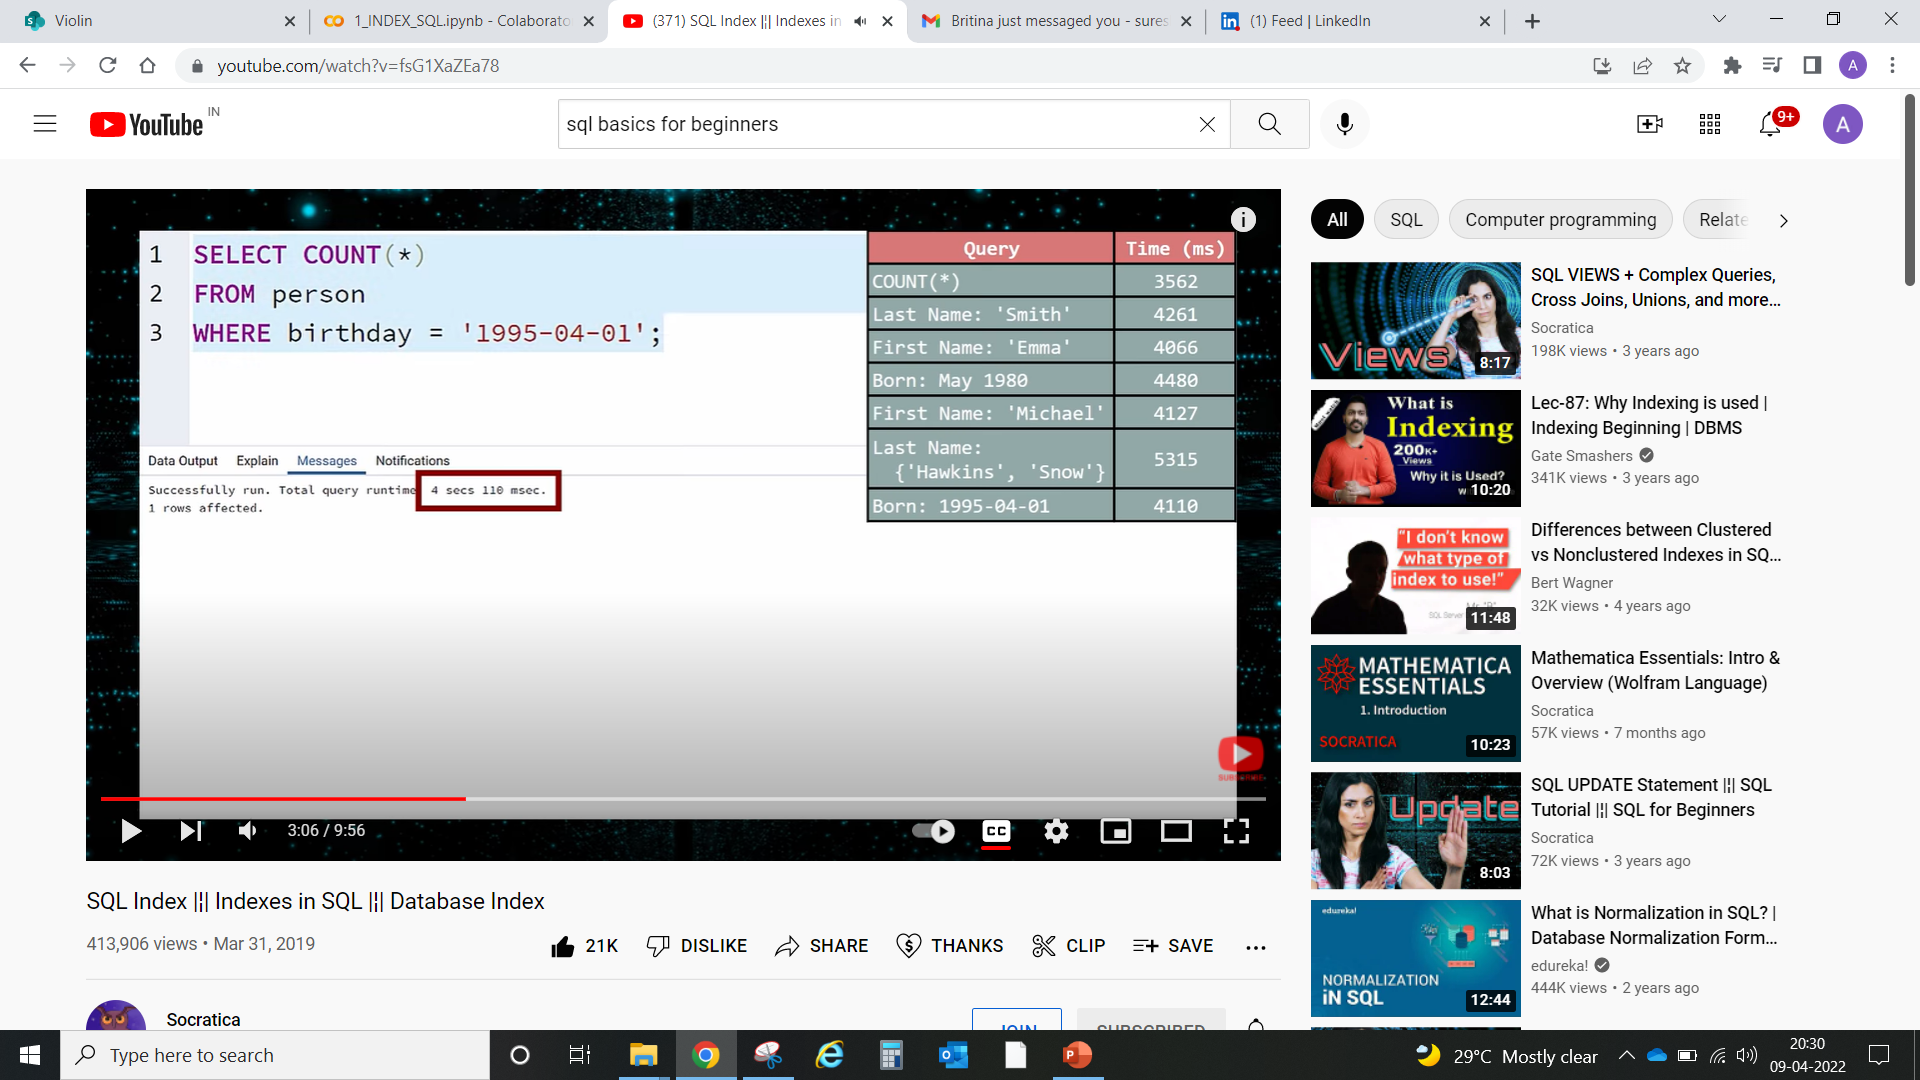 Violin
1_INDEX_SQL.ipynb - Colaborato
(371) SQL Index |¦| Indexes in
Britina just messaged you - sures
(1) Feed | LinkedIn
youtube.com/watch?v=fsG1XaZEa78
A
YouTube IN
sql basics for beginners
9+
A
1 SELECT COUNT(*)
2 FROM person
3 WHERE birthday = '1995-04-01';
Query Time (ms)
COUNT(*) 3562
Last Name: 'Smith' 4261
First Name: 'Emma' 4066
Born: May 1980 4480
First Name: 'Michael' 4127
Last Name:
{'Hawkins', 'Snow'} 5315
Born: 1995-04-01 4110
Data Output Explain Messages Notifications
Successfully run. Total query runtime 4 secs 110 msec.
1 rows affected.
SUBSCRIBE
3:06 / 9:56
CC
SQL Index |¦| Indexes in SQL |¦| Database Index
413,906 views • Mar 31, 2019
21K DISLIKE SHARE THANKS CLIP SAVE
Socratica
JOIN SUBSCRIBED
All SQL Computer programming Relate
Views
8:17
SQL VIEWS + Complex Queries,
Cross Joins, Unions, and more...
Socratica
198K views • 3 years ago
What is
Indexing
200K+
Views
Why it is Used?
10:20
Lec-87: Why Indexing is used |
Indexing Beginning | DBMS
Gate Smashers
341K views • 3 years ago
"I don't know
what type of
index to use!"
11:48
Differences between Clustered
vs Nonclustered Indexes in SQ...
Bert Wagner
32K views • 4 years ago
MATHEMATICA
ESSENTIALS
1. Introduction
SOCRATICA
10:23
Mathematica Essentials: Intro &
Overview (Wolfram Language)
Socratica
57K views • 7 months ago
Update
8:03
SQL UPDATE Statement |¦| SQL
Tutorial |¦| SQL for Beginners
Socratica
72K views • 3 years ago
edureka!
NORMALIZATION
iN SQL
12:44
What is Normalization in SQL? |
Database Normalization Form...
edureka!
444K views • 2 years ago
Type here to search
29°C Mostly clear
20:30
09-04-2022